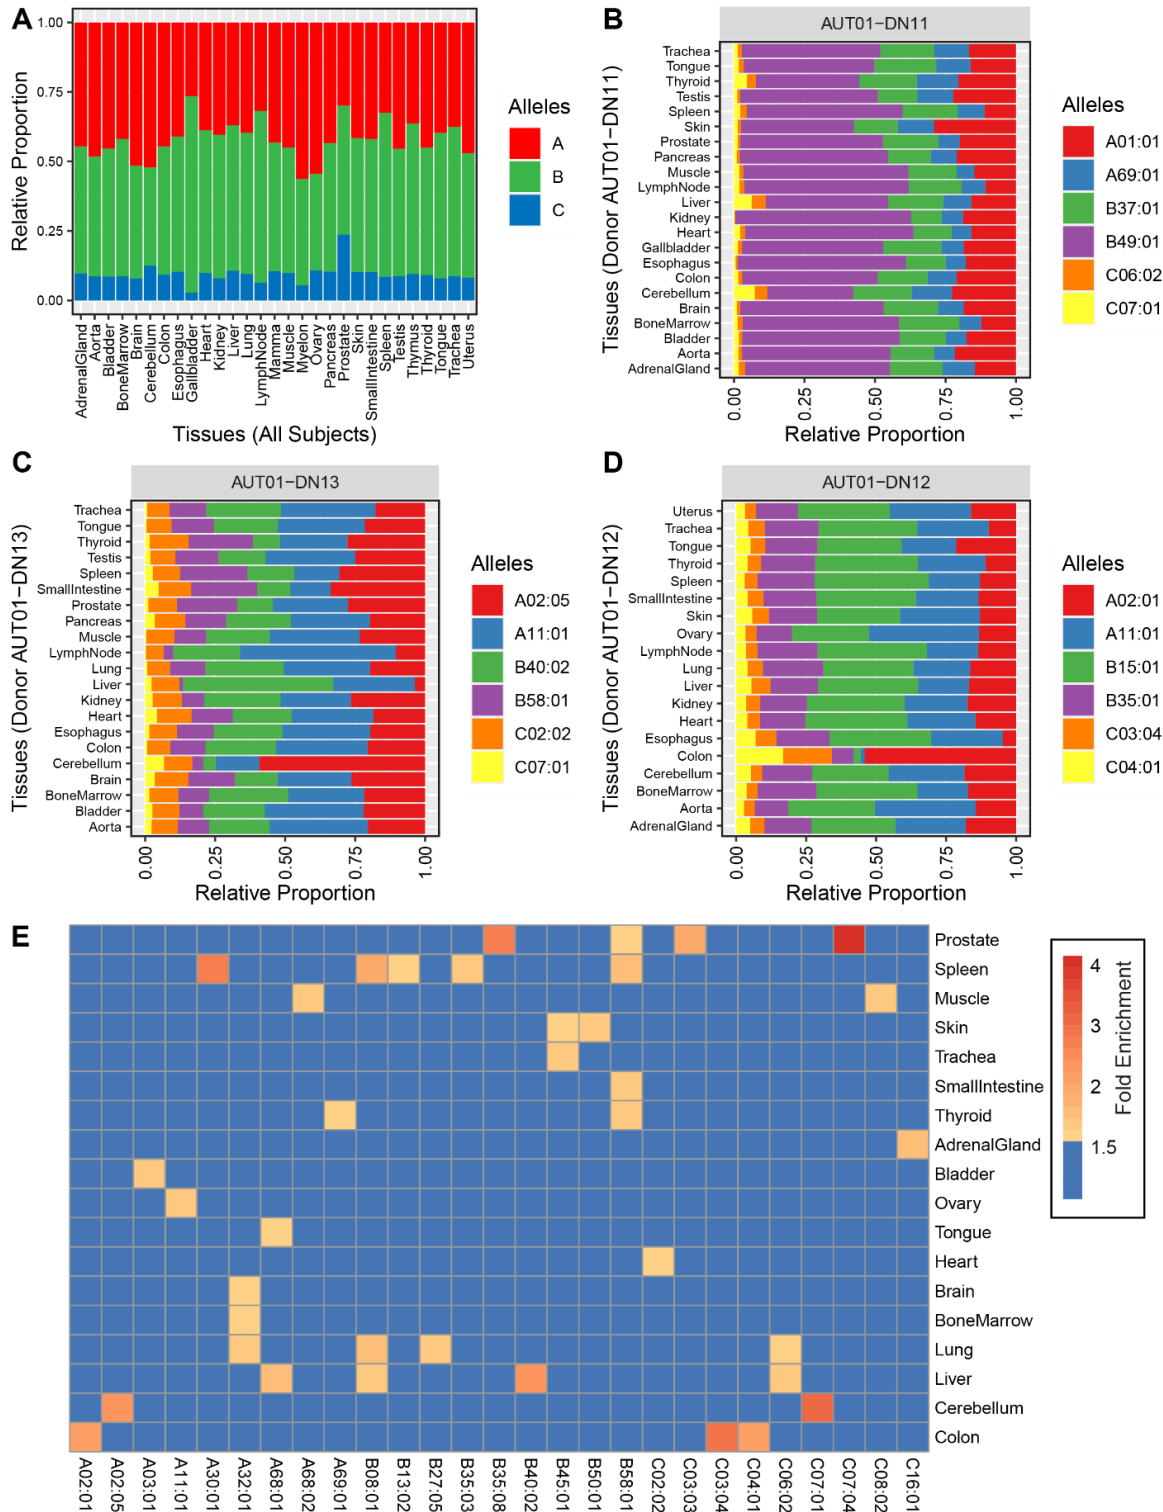 A
1.00
0.75
0.50
0.25
0.00
Relative Proportion
AdrenalGland
Aorta
Bladder
BoneMarrow
Brain
Cerebellum
Colon
Esophagus
Gallbladder
Heart
Kidney
Liver
Lung
LymphNode
Mamma
Muscle
Myelon
Ovary
Pancreas
Prostate
Skin
SmallIntestine
Spleen
Testis
Thymus
Thyroid
Tongue
Trachea
Uterus
Tissues (All Subjects)
Alleles
A
B
C
B
AUT01−DN11
Tissues (Donor AUT01−DN11)
Trachea
Tongue
Thyroid
Testis
Spleen
Skin
Prostate
Pancreas
Muscle
LymphNode
Liver
Kidney
Heart
Gallbladder
Esophagus
Colon
Cerebellum
Brain
BoneMarrow
Bladder
Aorta
AdrenalGland
0.00
0.25
0.50
0.75
1.00
Relative Proportion
Alleles
A01:01
A69:01
B37:01
B49:01
C06:02
C07:01
C
AUT01−DN13
Tissues (Donor AUT01−DN13)
Trachea
Tongue
Thyroid
Testis
Spleen
SmallIntestine
Prostate
Pancreas
Muscle
LymphNode
Lung
Liver
Kidney
Heart
Esophagus
Colon
Cerebellum
Brain
BoneMarrow
Bladder
Aorta
0.00
0.25
0.50
0.75
1.00
Relative Proportion
Alleles
A02:05
A11:01
B40:02
B58:01
C02:02
C07:01
D
AUT01−DN12
Tissues (Donor AUT01−DN12)
Uterus
Trachea
Tongue
Thyroid
Spleen
SmallIntestine
Skin
Ovary
LymphNode
Lung
Liver
Kidney
Heart
Esophagus
Colon
Cerebellum
BoneMarrow
Aorta
AdrenalGland
0.00
0.25
0.50
0.75
1.00
Relative Proportion
Alleles
A02:01
A11:01
B15:01
B35:01
C03:04
C04:01
E
Prostate
Spleen
Muscle
Skin
Trachea
SmallIntestine
Thyroid
AdrenalGland
Bladder
Ovary
Tongue
Heart
Brain
BoneMarrow
Lung
Liver
Cerebellum
Colon
A02:01
A02:05
A03:01
A11:01
A30:01
A32:01
A68:01
A68:02
A69:01
B08:01
B13:02
B27:05
B35:03
B35:08
B40:02
B45:01
B50:01
B58:01
C02:02
C03:03
C03:04
C04:01
C06:02
C07:01
C07:04
C08:02
C16:01
4
3
2
1.5
Fold Enrichment